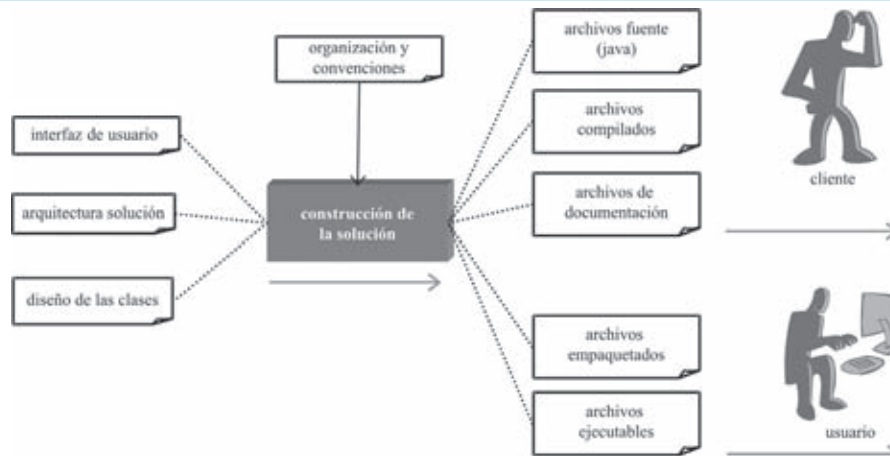 organización y
convenciones
interfaz de usuario
arquitectura solución
diseño de las clases
construcción de
la solución
archivos fuente
(java)
archivos
compilados
archivos de
documentación
archivos
empaquetados
archivos
ejecutables
cliente
usuario